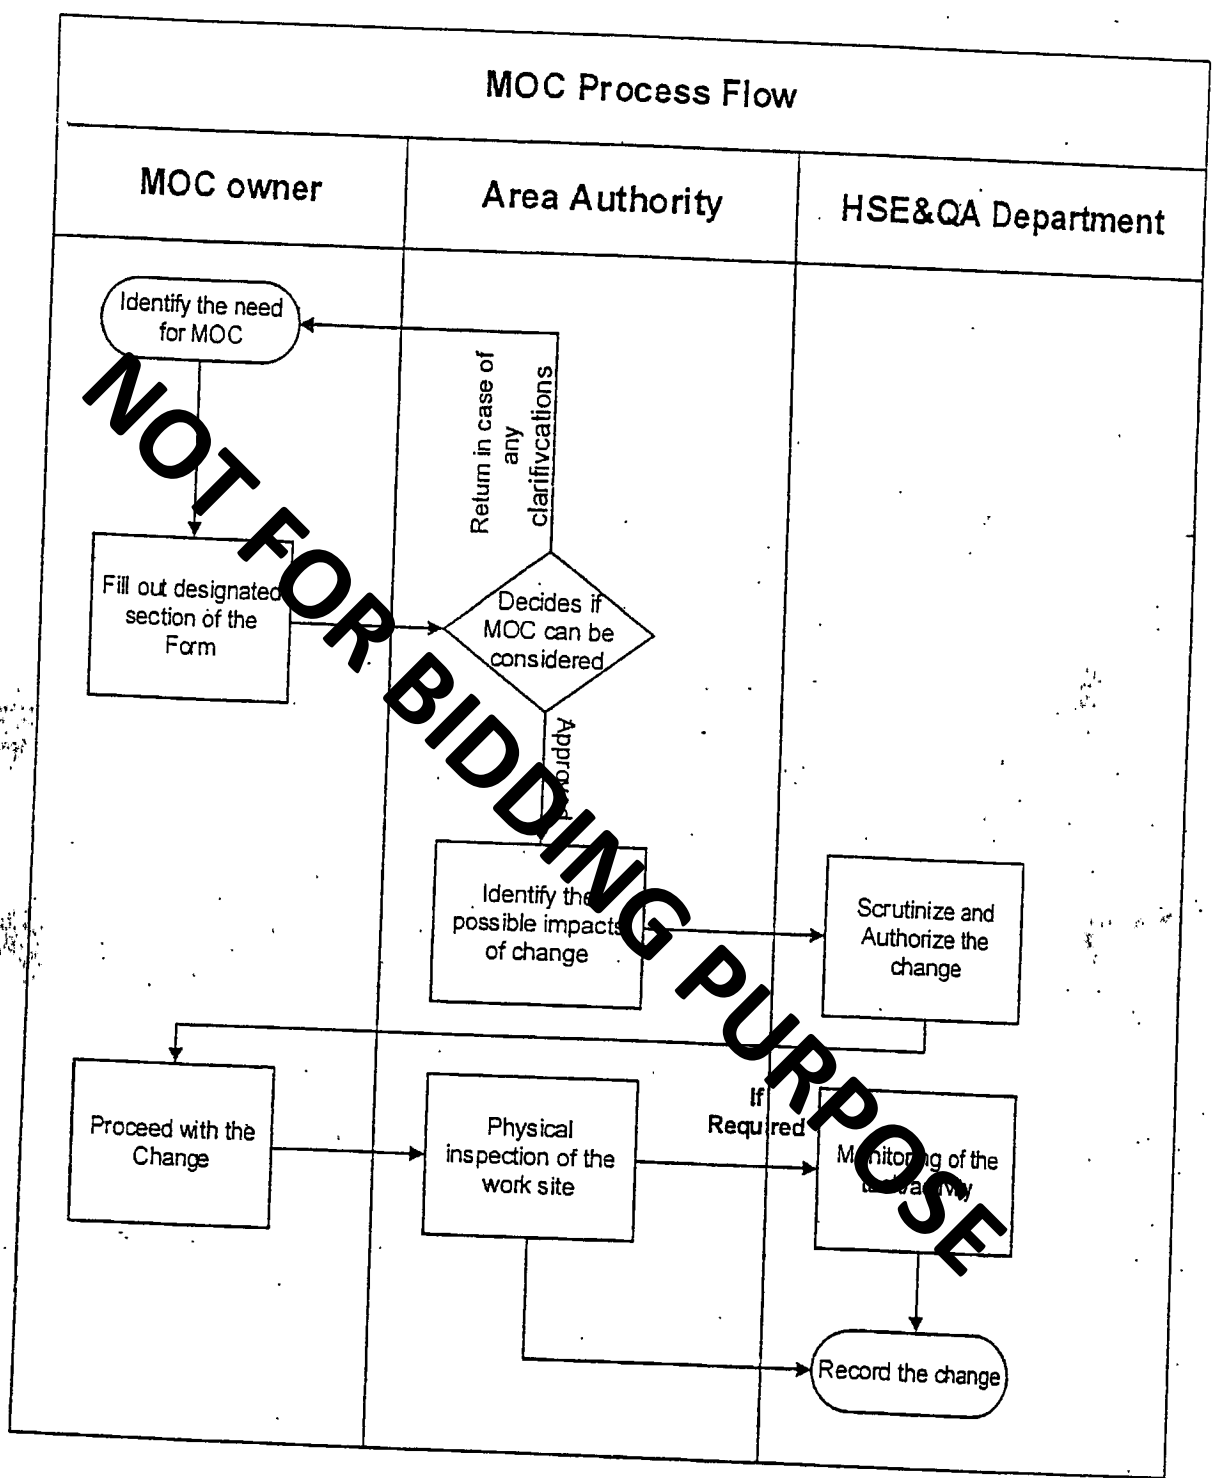 MOC Process Flow
MOC owner
Area Authority
HSE&QA Department
Identify the need
for MOC
Return in case of
any
clarifivcations
Fill out designated
section of the
Form
Decides if
MOC can be
considered
Approved
Identify the
possible impacts
of change
Scrutinize and
Authorize the
change
Proceed with the
Change
Physical
inspection of the
work site
If
Required
Monitoring of the
Record the change
NOT FOR BIDDING PURPOSE